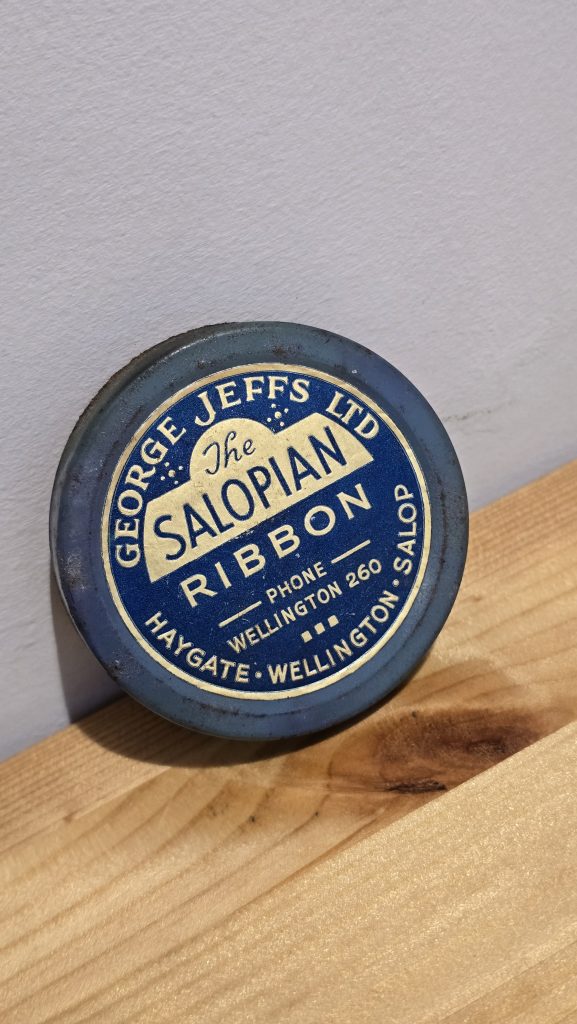 GEORGE JEFFS LTD
The
SALOPIAN
RIBBON
PHONE
WELLINGTON 260
HAYGATE · WELLINGTON · SALOP